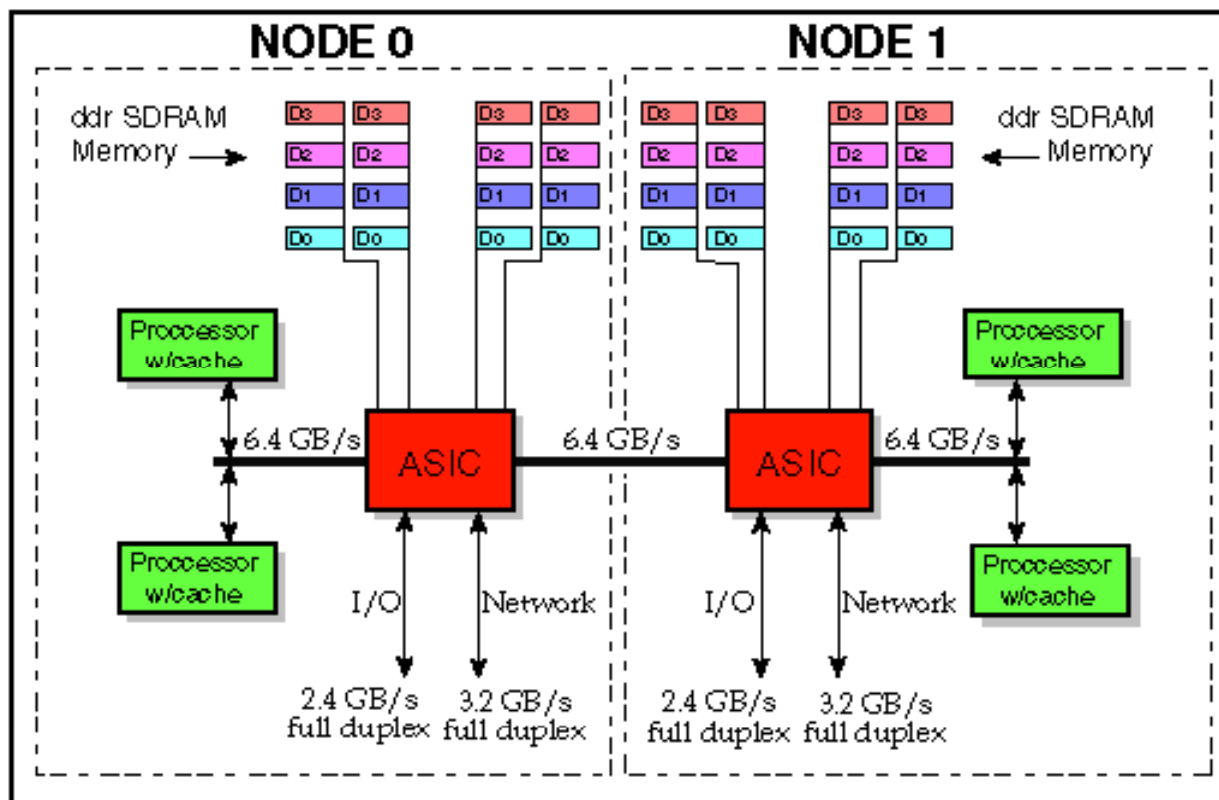 NODE 0 NODE 1
ddr SDRAM D3 D3 D3 D3 D3 D3 D3 D3 ddr SDRAM
Memory D2 D2 D2 D2 D2 D2 D2 D2 Memory
D1 D1 D1 D1 D1 D1 D1 D1
D0 D0 D0 D0 D0 D0 D0 D0
Proccessor Proccessor
w/cache w/cache
6.4 GB/s ASIC 6.4 GB/s ASIC 6.4 GB/s
Proccessor Proccessor
w/cache w/cache
I/O Network I/O Network
2.4 GB/s 3.2 GB/s 2.4 GB/s 3.2 GB/s
full duplex full duplex full duplex full duplex